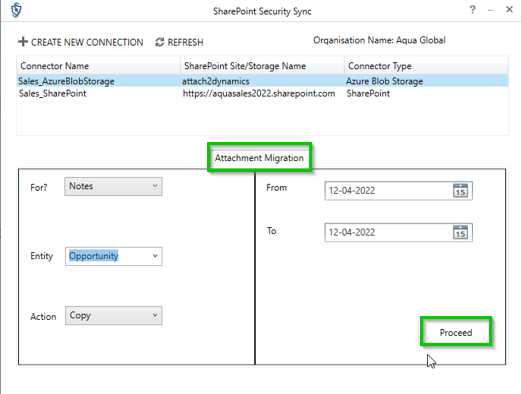 SharePoint Security Sync
? – ×
CREATE NEW CONNECTION REFRESH Organisation Name: Aqua Global
Connector Name SharePoint Site/Storage Name Connector Type
Sales_AzureBlobStorage attach2dynamics Azure Blob Storage
Sales_SharePoint https://aquasales2022.sharepoint.com SharePoint
Attachment Migration
For? Notes
From 12-04-2022 15
To 12-04-2022 15
Entity Opportunity
Action Copy
Proceed